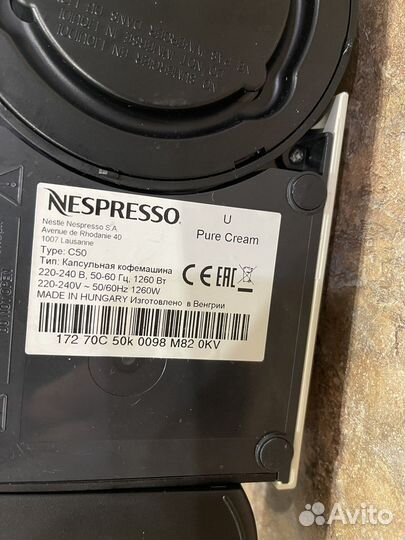 NESPRESSO.
Nestlé Nespresso S.A
Avenue de Rhodanie 40
1007 Lausanne
Type: C50
Тип: Капсульная кофемашина
220-240 В, 50-60 Гц, 1260 Вт
220-240V ~ 50/60Hz 1260W
MADE IN HUNGARY Изготовлено в Венгрии
U
Pure Cream
CE EAC
172 70C 50k 0098 M82 0KV
Avito